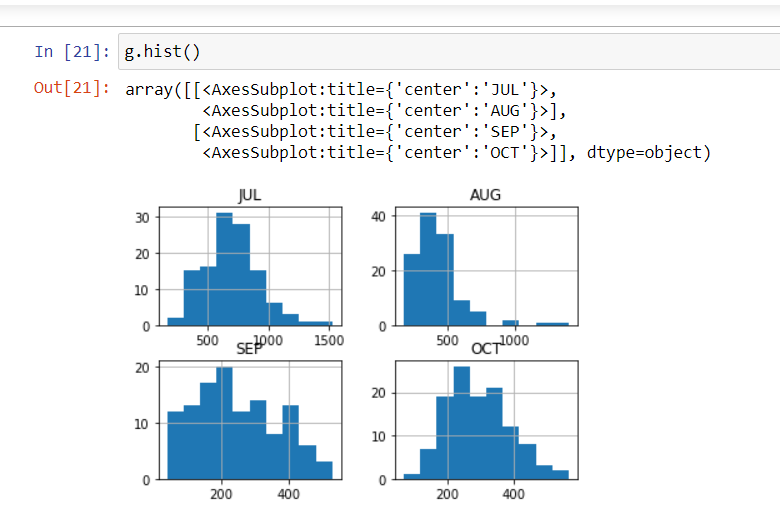 In [21]: g.hist()
Out[21]: array([[<AxesSubplot:title={'center':'JUL'}>,
<AxesSubplot:title={'center':'AUG'}>],
[<AxesSubplot:title={'center':'SEP'}>,
<AxesSubplot:title={'center':'OCT'}>]], dtype=object)
JUL
30
20
10
0
500 1000 1500
AUG
40
20
0
500 1000
SEP
20
10
0
200 400
OCT
20
10
0
200 400